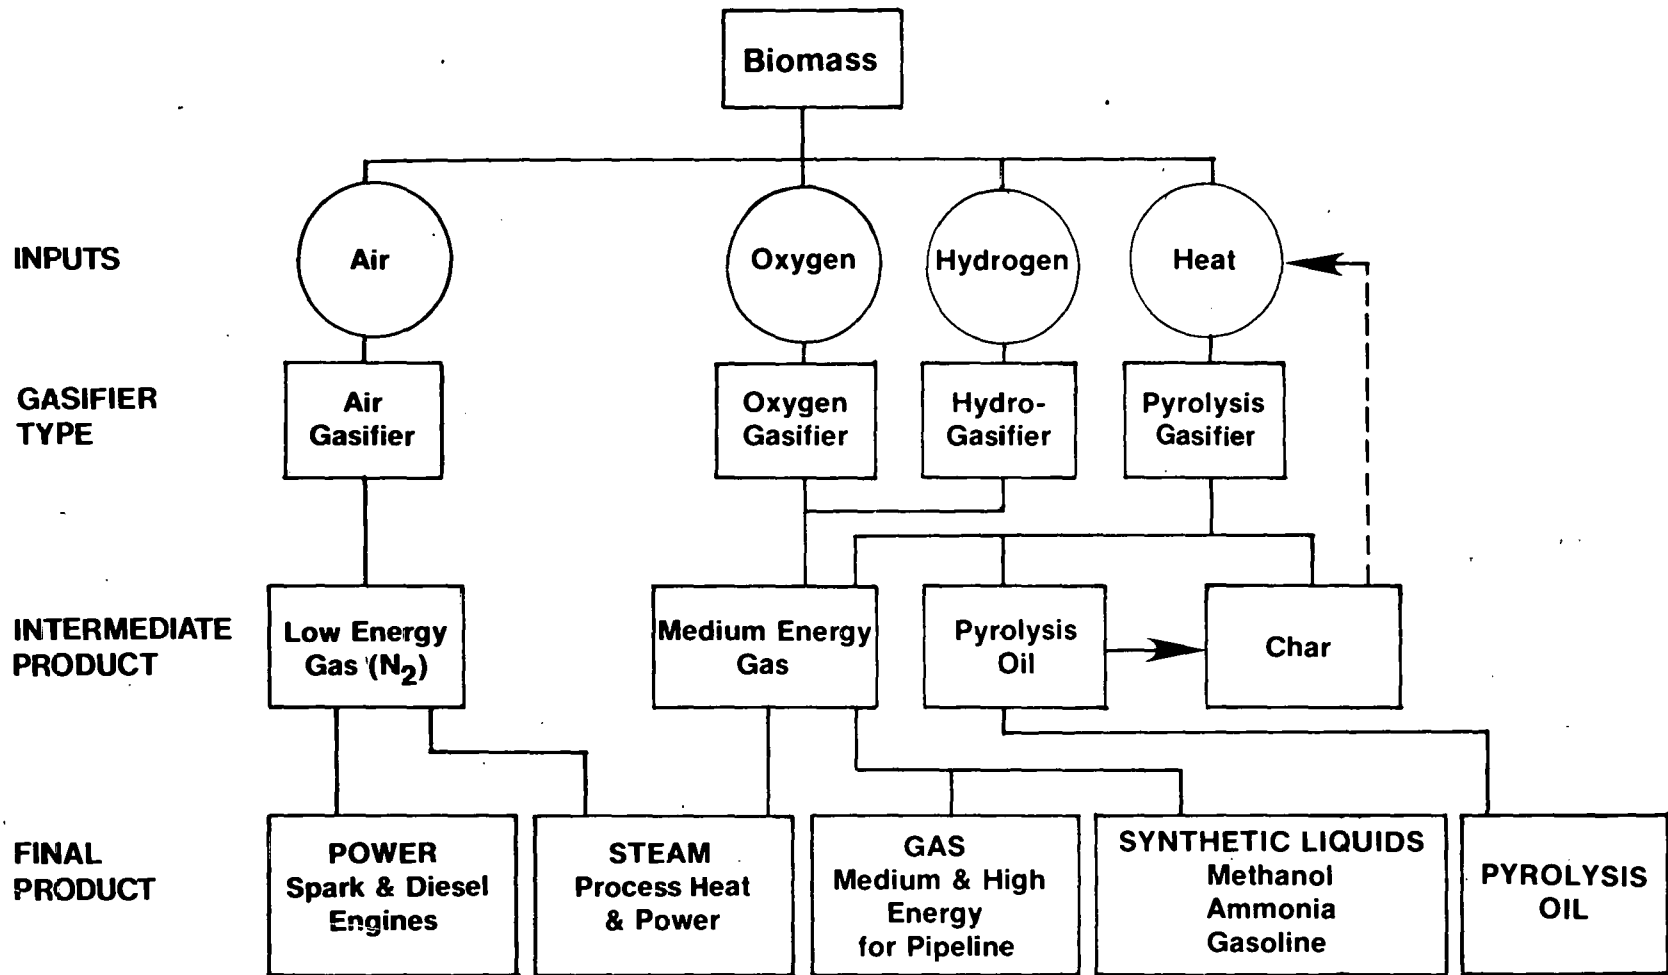 Biomass
INPUTS
Air
Oxygen
Hydrogen
Heat
GASIFIER
TYPE
Air
Gasifier
Oxygen
Gasifier
Hydro-
Gasifier
Pyrolysis
Gasifier
INTERMEDIATE
PRODUCT
Low Energy
Gas (N2)
Medium Energy
Gas
Pyrolysis
Oil
Char
FINAL
PRODUCT
POWER
Spark & Diesel
Engines
STEAM
Process Heat
& Power
GAS
Medium & High
Energy
for Pipeline
SYNTHETIC LIQUIDS
Methanol
Ammonia
Gasoline
PYROLYSIS
OIL